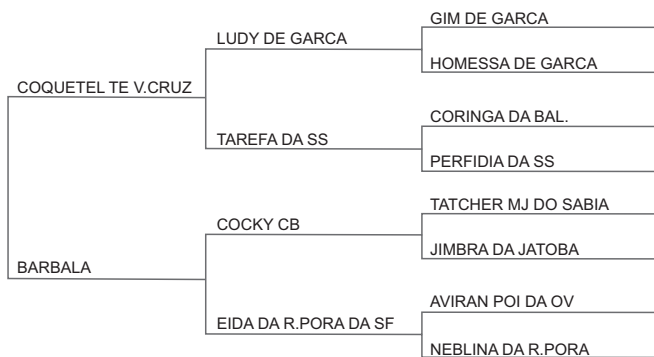 GIM DE GARCA
LUDY DE GARCA
HOMESSA DE GARCA
COQUETEL TE V.CRUZ
CORINGA DA BAL.
TAREFA DA SS
PERFIDIA DA SS
TATCHER MJ DO SABIA
COCKY CB
JIMBRA DA JATOBA
BARBALA
AVIRAN POI DA OV
EIDA DA R.PORA DA SF
NEBLINA DA R.PORA